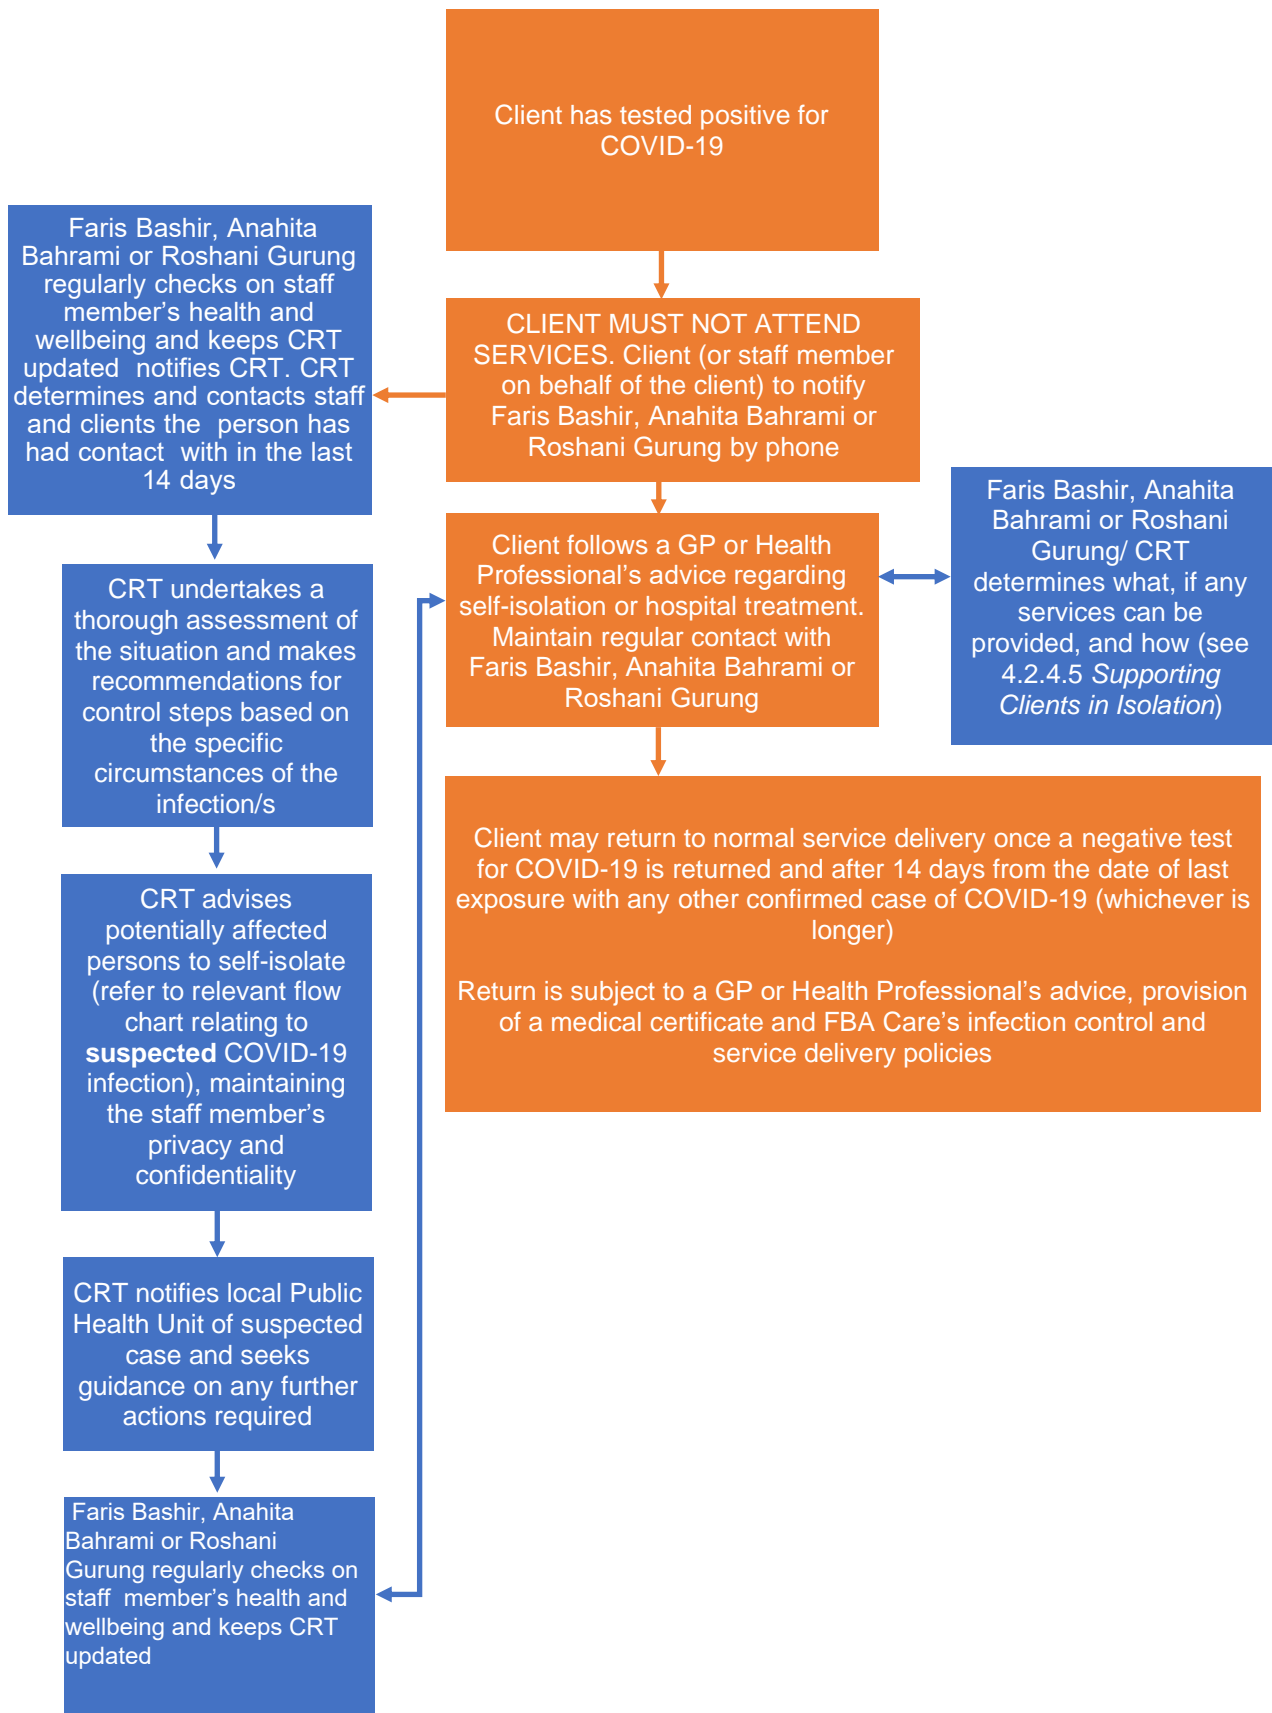 Client has tested positive for
COVID-19
CLIENT MUST NOT ATTEND
SERVICES. Client (or staff member
on behalf of the client) to notify
Faris Bashir, Anahita Bahrami or
Roshani Gurung by phone
Client follows a GP or Health
Professional’s advice regarding
self-isolation or hospital treatment.
Maintain regular contact with
Faris Bashir, Anahita Bahrami or
Roshani Gurung
Client may return to normal service delivery once a negative test
for COVID-19 is returned and after 14 days from the date of last
exposure with any other confirmed case of COVID-19 (whichever is
longer)
Return is subject to a GP or Health Professional’s advice, provision
of a medical certificate and FBA Care’s infection control and
service delivery policies
Faris Bashir, Anahita
Bahrami or Roshani Gurung
regularly checks on staff
member’s health and
wellbeing and keeps CRT
updated notifies CRT. CRT
determines and contacts staff
and clients the person has
had contact with in the last
14 days
CRT undertakes a
thorough assessment of
the situation and makes
recommendations for
control steps based on
the specific
circumstances of the
infection/s
CRT advises
potentially affected
persons to self-isolate
(refer to relevant flow
chart relating to
suspected COVID-19
infection), maintaining
the staff member’s
privacy and
confidentiality
CRT notifies local Public
Health Unit of suspected
case and seeks
guidance on any further
actions required
Faris Bashir, Anahita
Bahrami or Roshani
Gurung regularly checks on
staff member’s health and
wellbeing and keeps CRT
updated
Faris Bashir, Anahita
Bahrami or Roshani
Gurung/ CRT
determines what, if any
services can be
provided, and how (see
4.2.4.5 Supporting
Clients in Isolation)